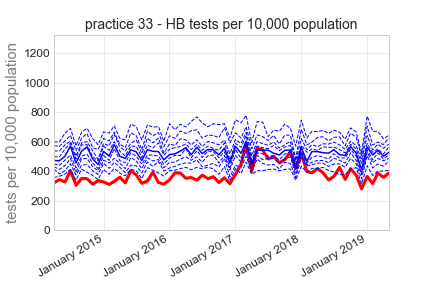 practice 33 - HB tests per 10,000 population
tests per 10,000 population
1200
1000
800
600
400
200
0
January 2015
January 2016
January 2017
January 2018
January 2019